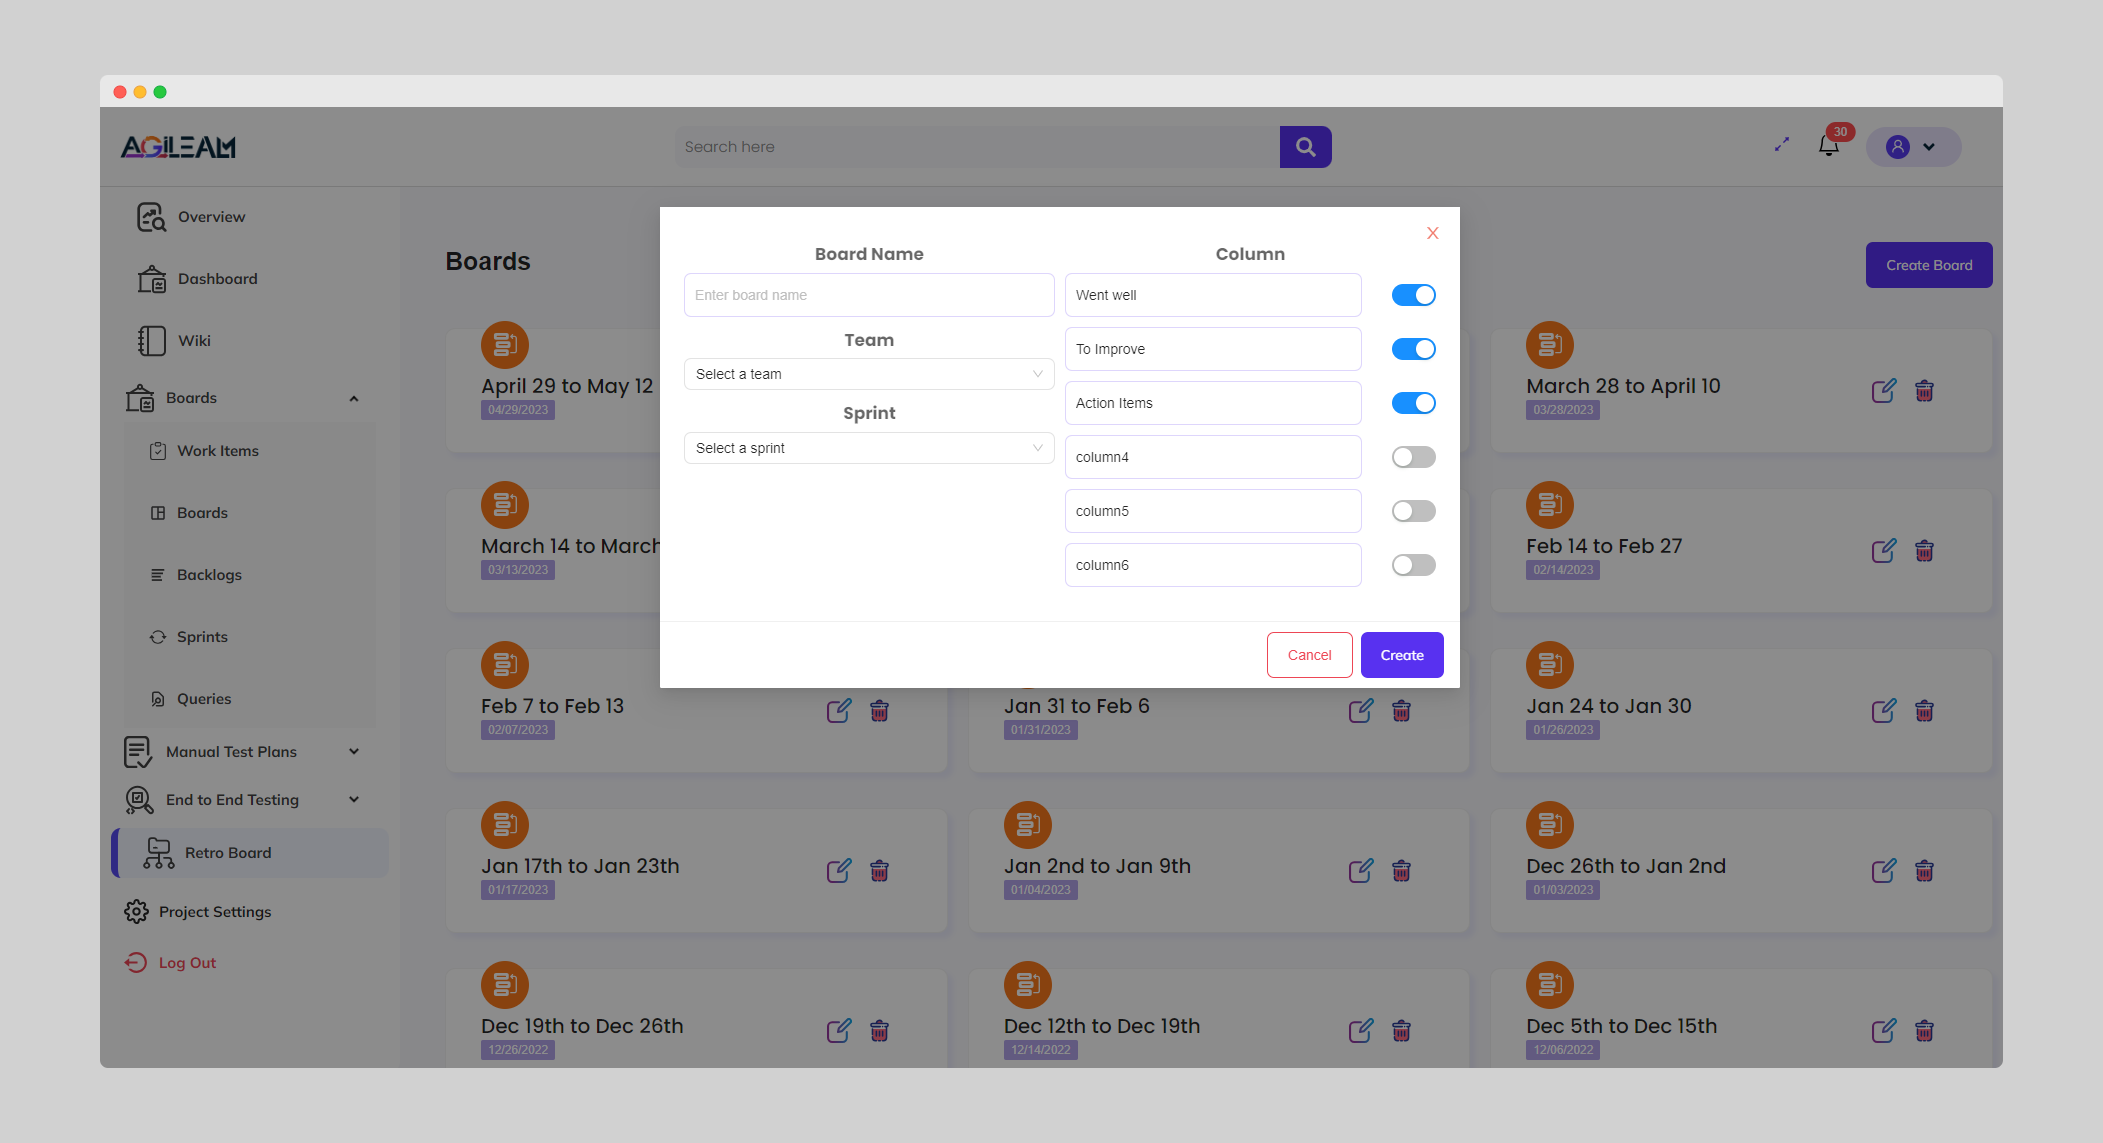 AGILEAM
Search here
30
Overview
Dashboard
Wiki
Boards
Work Items
Boards
Backlogs
Sprints
Queries
Manual Test Plans
End to End Testing
Retro Board
Project Settings
Log Out
Boards
Create Board
X
Board Name
Enter board name
Team
Select a team
Sprint
Select a sprint
Column
Went well
To Improve
Action Items
column4
column5
column6
Cancel
Create
April 29 to May 12
04/29/2023
March 28 to April 10
03/28/2023
March 14 to March
03/13/2023
Feb 14 to Feb 27
02/14/2023
Feb 7 to Feb 13
02/07/2023
Jan 31 to Feb 6
01/31/2023
Jan 24 to Jan 30
01/26/2023
Jan 17th to Jan 23th
01/17/2023
Jan 2nd to Jan 9th
01/04/2023
Dec 26th to Jan 2nd
01/03/2023
Dec 19th to Dec 26th
12/26/2022
Dec 12th to Dec 19th
12/14/2022
Dec 5th to Dec 15th
12/06/2022